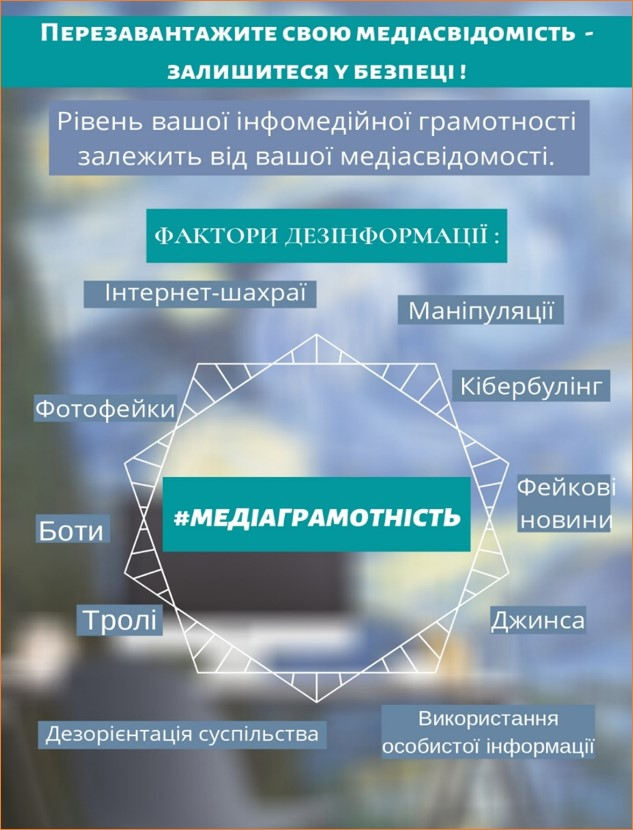 Перезавантажите свою медіасвідомість -
залишитеся у безпеці !
Рівень вашої інфомедійної грамотності
залежить від вашої медіасвідомості.
ФАКТОРИ ДЕЗІНФОРМАЦІЇ :
Інтернет-шахраї
Маніпуляції
Кібербулінг
Фотофейки
Фейкові
новини
#МЕДІАГРАМОТНІСТЬ
Боти
Тролі
Джинса
Дезорієнтація суспільства
Використання
особистої інформації